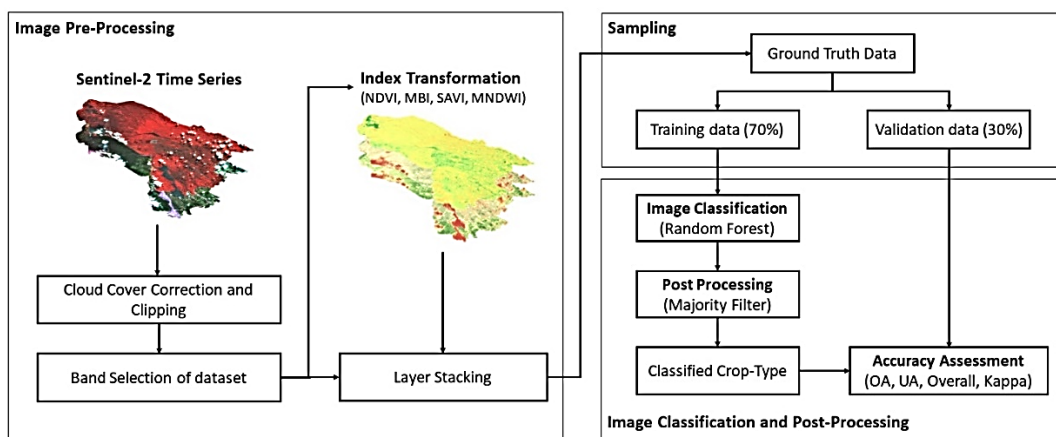 Image Pre-Processing
Sentinel-2 Time Series
Index Transformation
(NDVI, MBI, SAVI, MNDWI)
Cloud Cover Correction and
Clipping
Band Selection of dataset
Layer Stacking
Sampling
Ground Truth Data
Training data (70%)
Validation data (30%)
Image Classification
(Random Forest)
Post Processing
(Majority Filter)
Classified Crop-Type
Accuracy Assessment
(OA, UA, Overall, Kappa)
Image Classification and Post-Processing